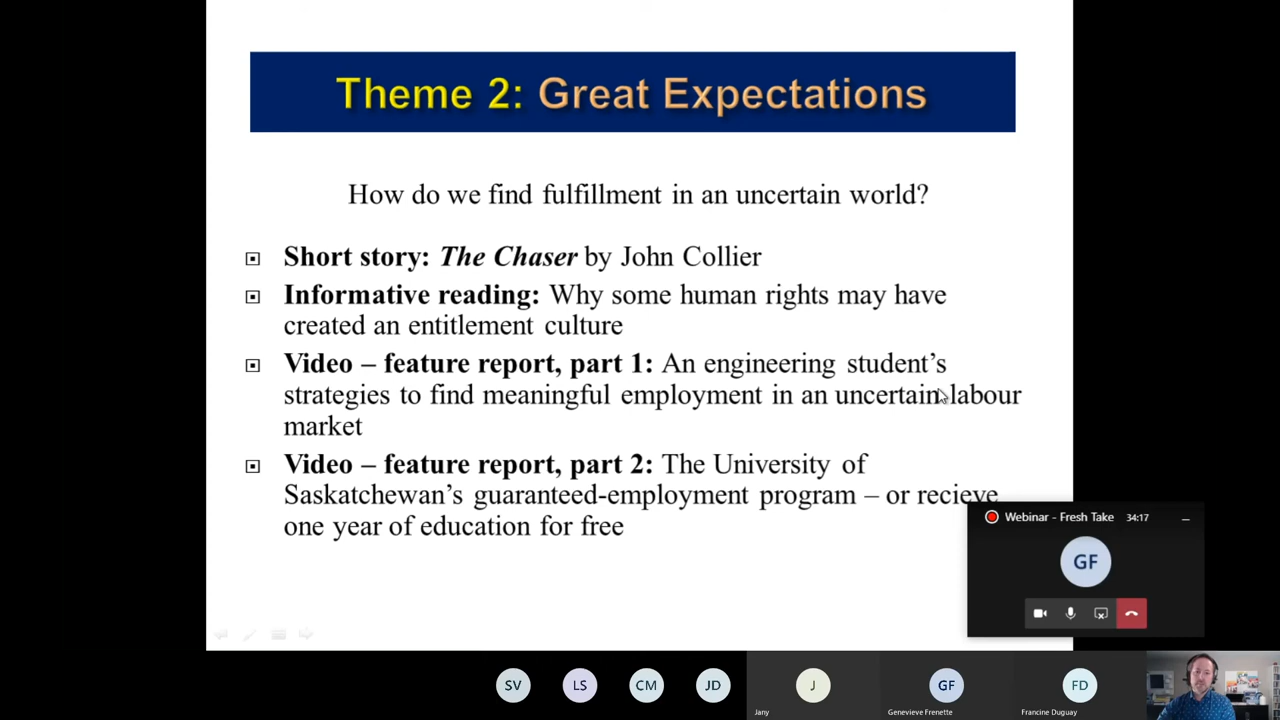 Theme 2: Great Expectations
How do we find fulfillment in an uncertain world?
Short story: The Chaser by John Collier
Informative reading: Why some human rights may have
created an entitlement culture
Video – feature report, part 1: An engineering student’s
strategies to find meaningful employment in an uncertain labour
market
Video – feature report, part 2: The University of
Saskatchewan’s guaranteed-employment program – or recieve
one year of education for free
Webinar - Fresh Take 34:17
GF
SV LS CM JD J GF FD
Jany Genevieve Frenette Francine Duguay